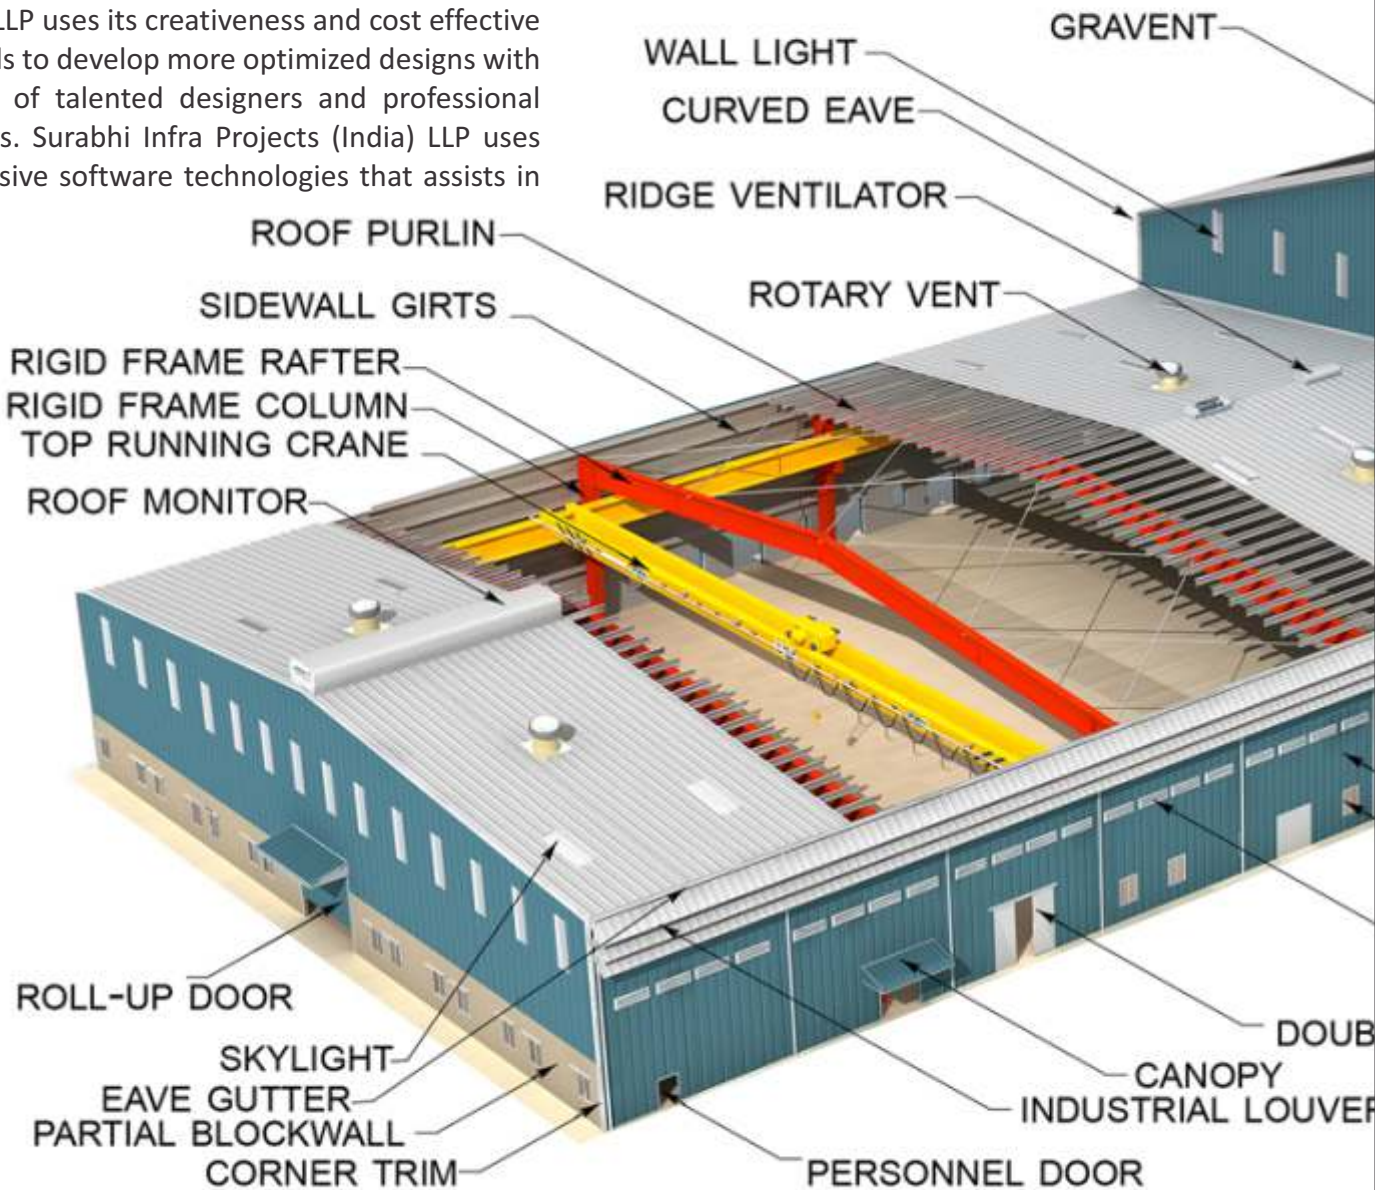 LLP uses its creativeness and cost effective
to develop more optimized designs with
of talented designers and professional
Surabhi Infra Projects (India) LLP uses
software technologies that assists in
GRAVENT
WALL LIGHT
CURVED EAVE
RIDGE VENTILATOR
ROOF PURLIN
ROTARY VENT
SIDEWALL GIRTS
RIGID FRAME RAFTER
RIGID FRAME COLUMN
TOP RUNNING CRANE
ROOF MONITOR
ROLL-UP DOOR
DOUB
SKYLIGHT
CANOPY
EAVE GUTTER
INDUSTRIAL LOUVER
PARTIAL BLOCKWALL
CORNER TRIM
PERSONNEL DOOR